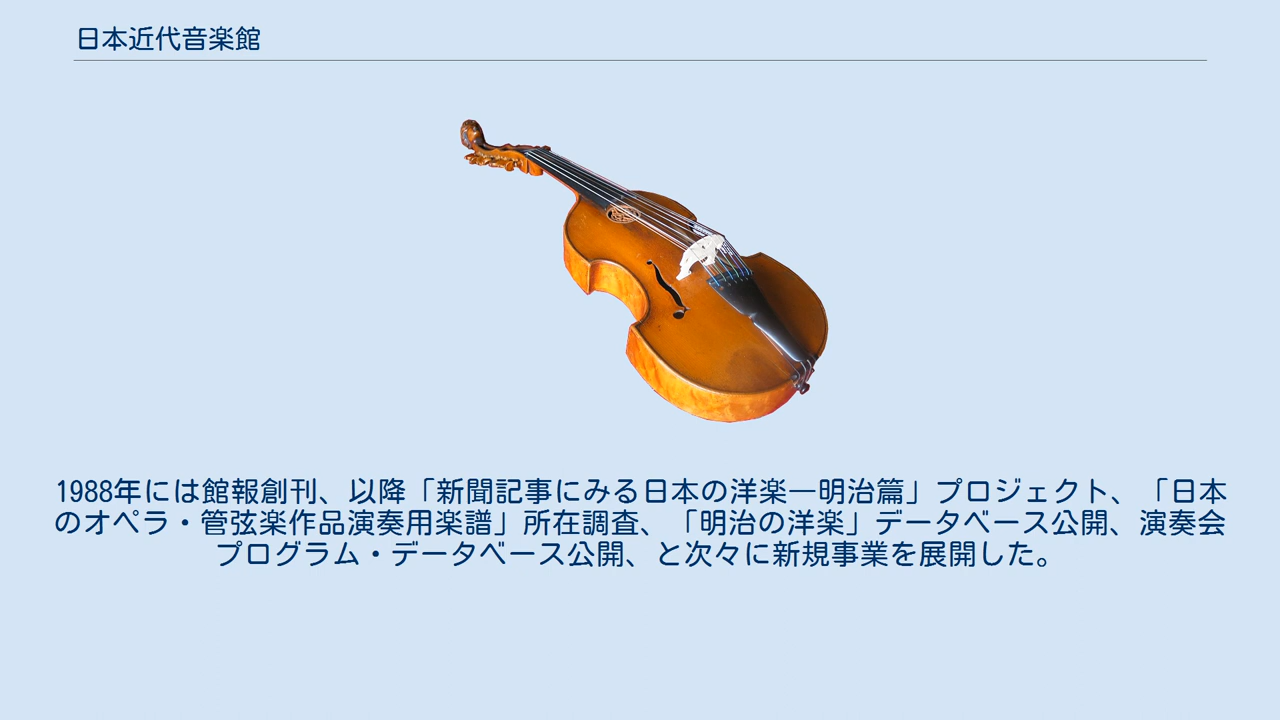 日本近代音楽館
1988年には館報創刊、以降「新聞記事にみる日本の洋楽―明治篇」プロジェクト、「日本
のオペラ・管弦楽作品演奏用楽譜」所在調査、「明治の洋楽」データベース公開、演奏会
プログラム・データベース公開、と次々に新規事業を展開した。